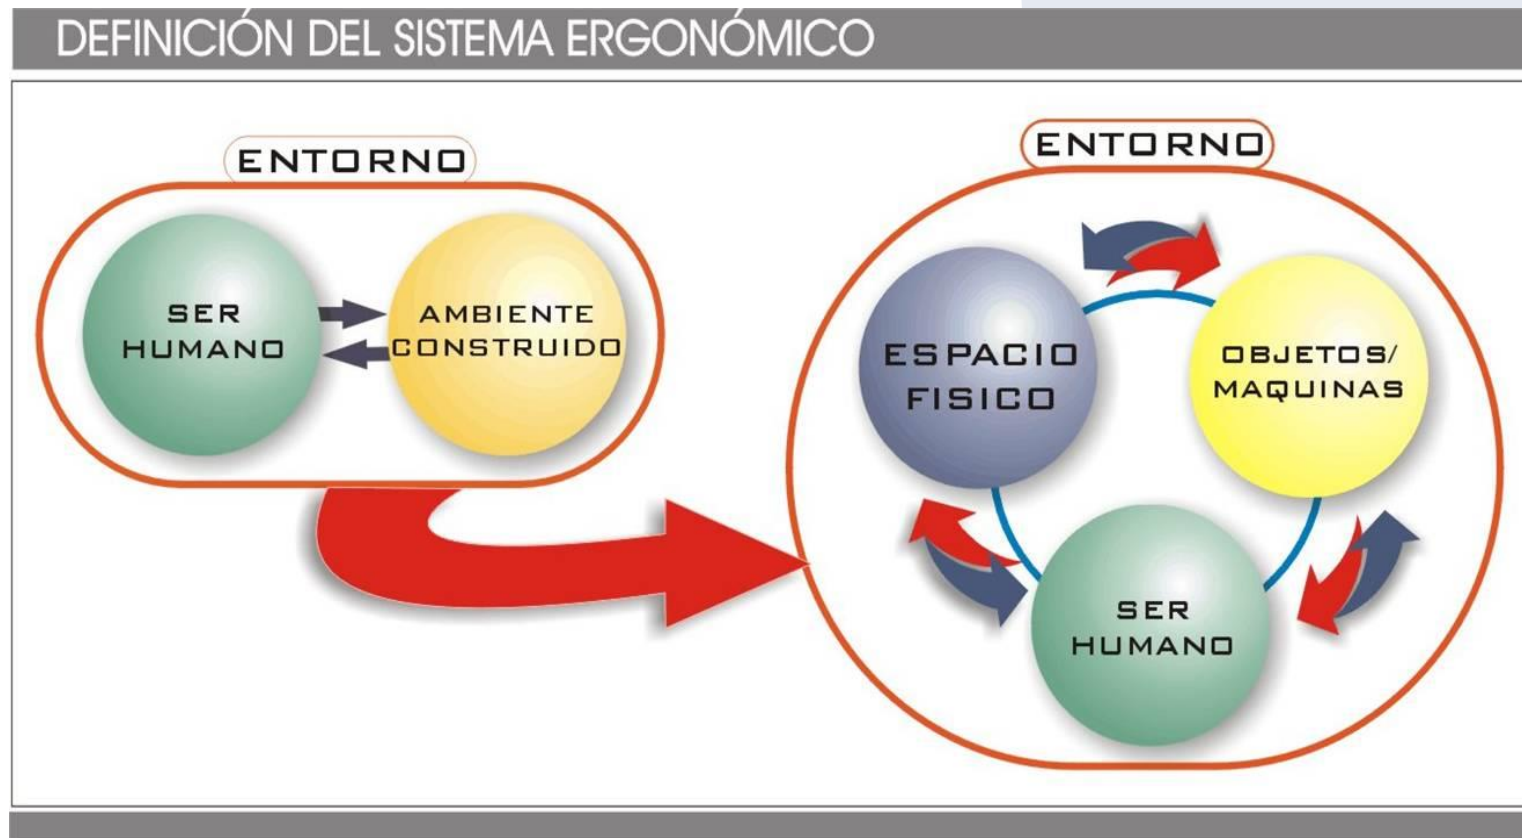 DEFINICIÓN DEL SISTEMA ERGONÓMICO
ENTORNO
SER
HUMANO
AMBIENTE
CONSTRUIDO
ENTORNO
ESPACIO
FISICO
OBJETOS/
MAQUINAS
SER
HUMANO